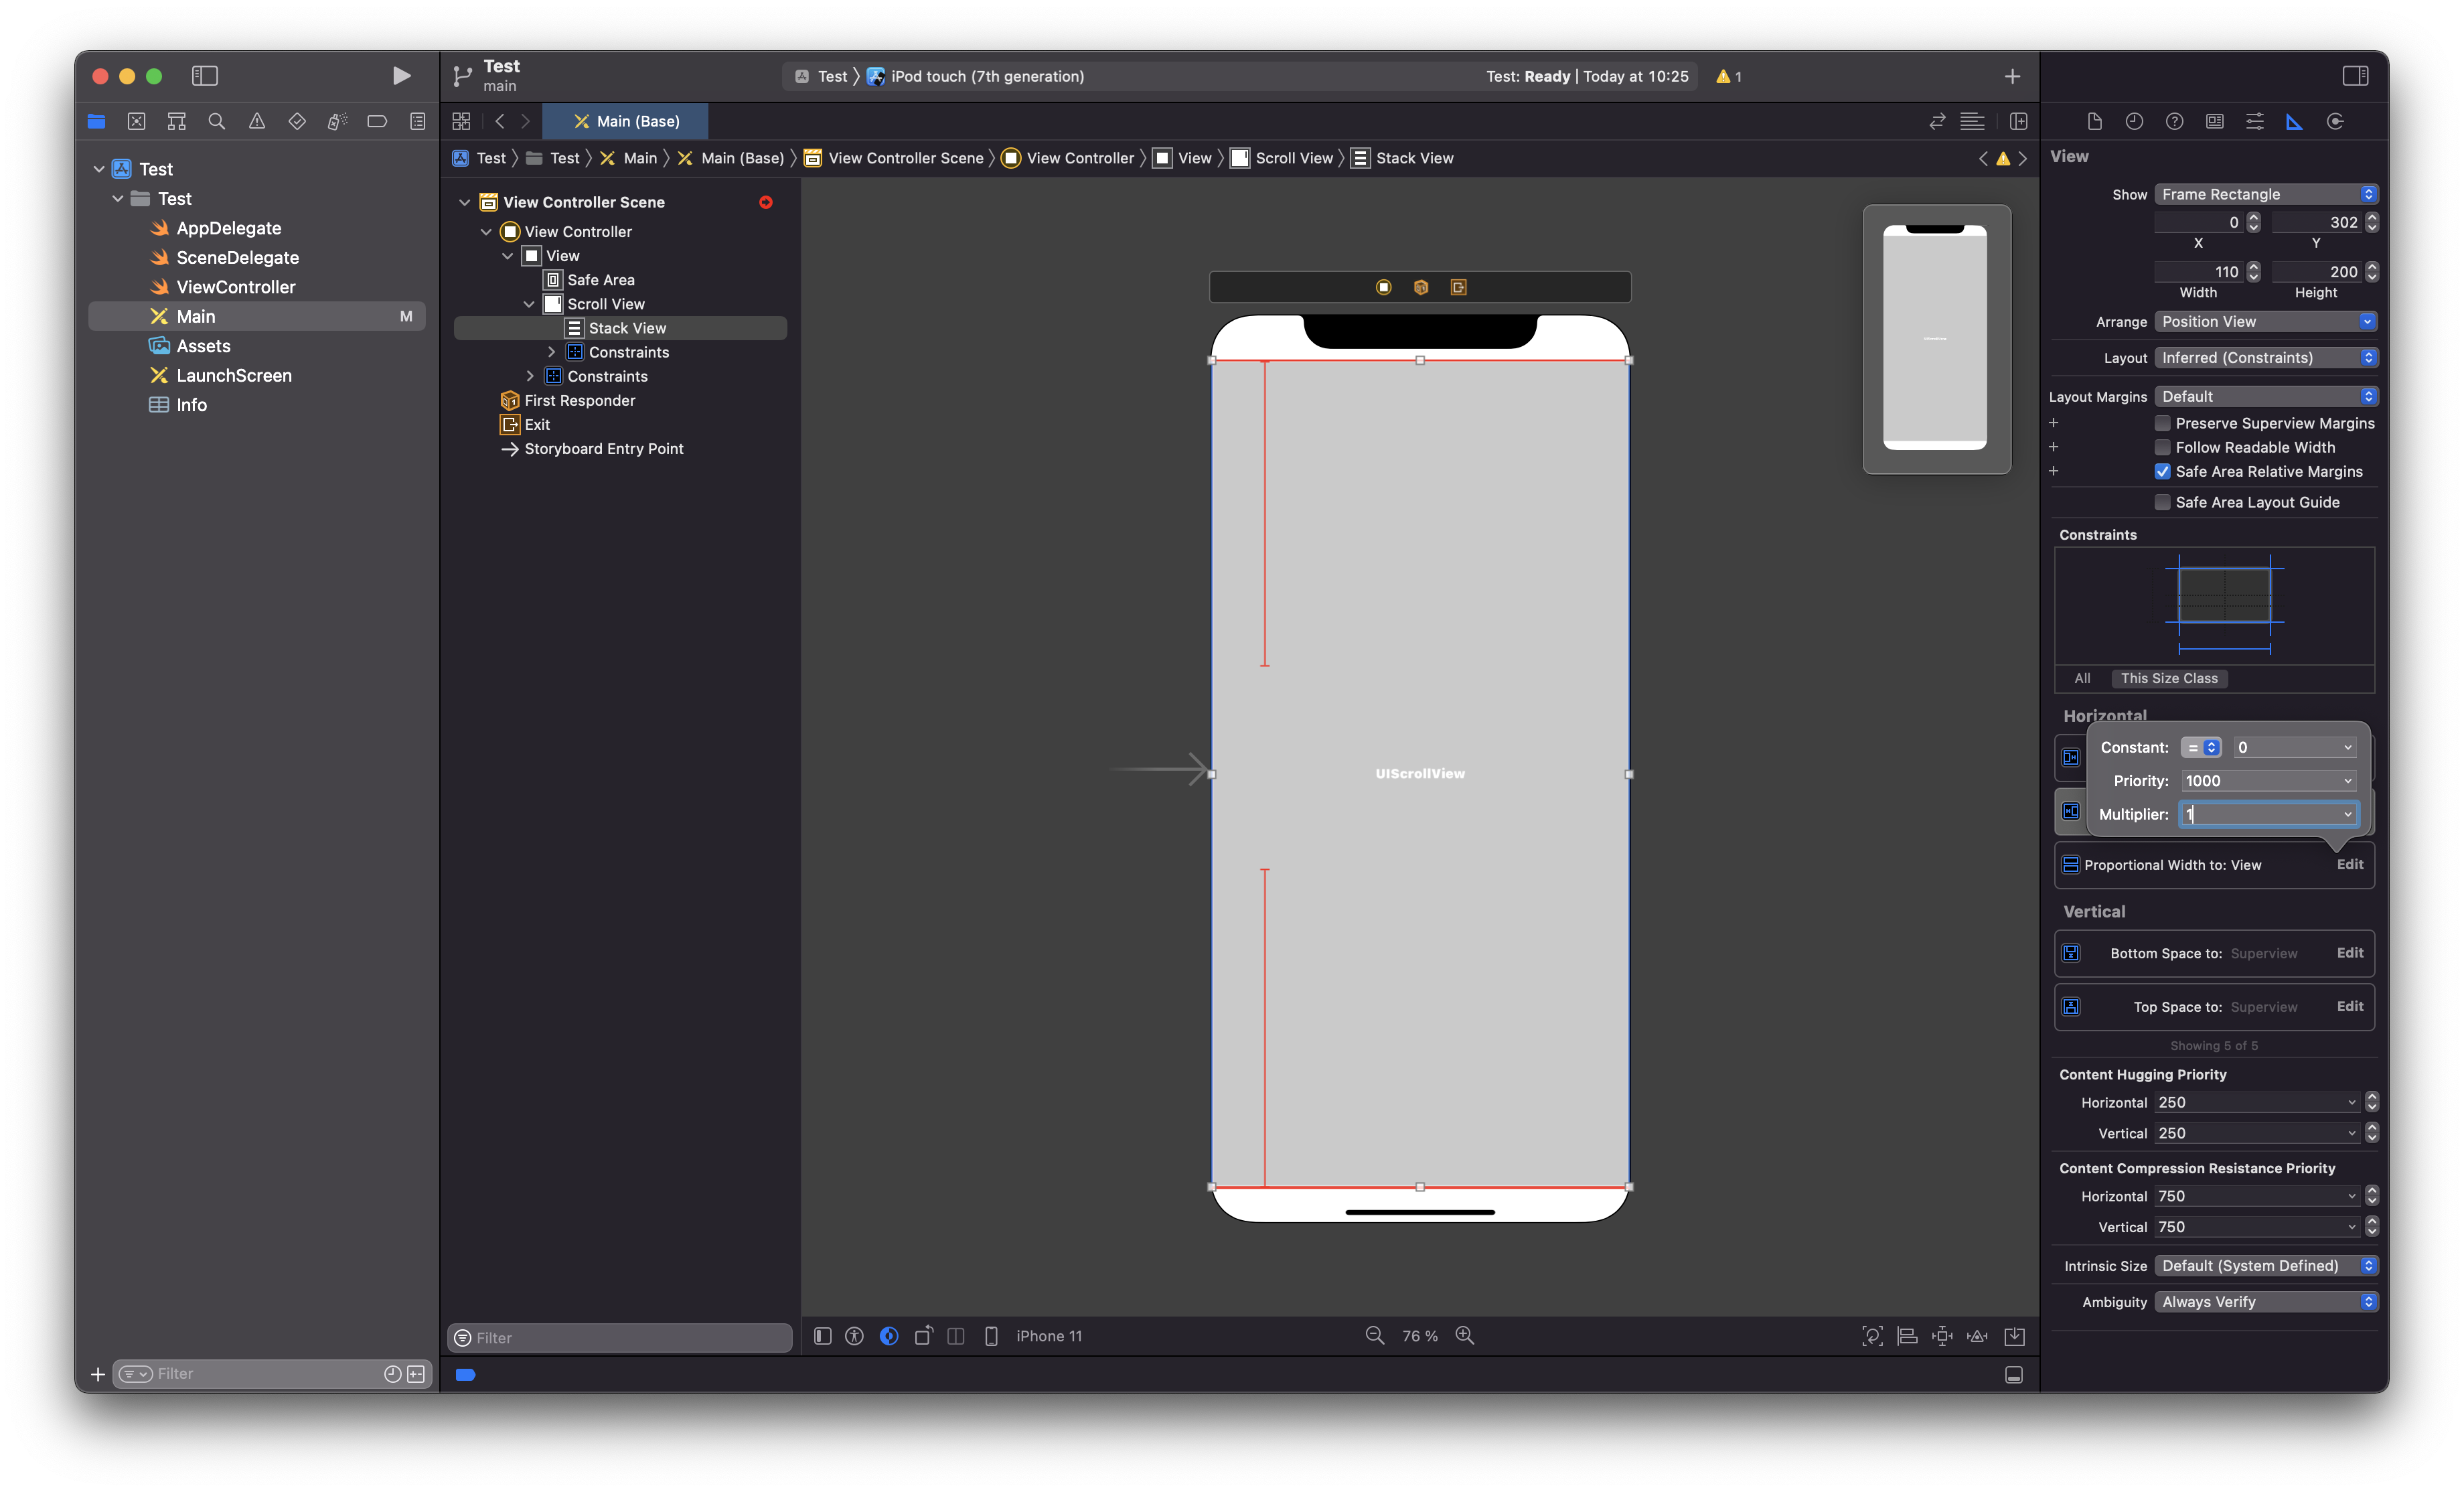 Test
main
Test
iPod touch (7th generation)
Test: Ready | Today at 10:25
1
Main (Base)
Test
Test
Main
Main (Base)
View Controller Scene
View Controller
View
Scroll View
Stack View
Test
Test
AppDelegate
SceneDelegate
ViewController
Main
M
Assets
LaunchScreen
Info
Filter
View Controller Scene
View Controller
View
Safe Area
Scroll View
Stack View
Constraints
Constraints
First Responder
Exit
Storyboard Entry Point
Filter
UIScrollView
iPhone 11
76 %
View
Show Frame Rectangle
0 302
X Y
110 200
Width Height
Arrange Position View
Layout Inferred (Constraints)
Layout Margins Default
Preserve Superview Margins
Follow Readable Width
Safe Area Relative Margins
Safe Area Layout Guide
Constraints
All This Size Class
Horizontal
Constant: = 0
Priority: 1000
Multiplier: 1
Proportional Width to: View Edit
Vertical
Bottom Space to: Superview Edit
Top Space to: Superview Edit
Showing 5 of 5
Content Hugging Priority
Horizontal 250
Vertical 250
Content Compression Resistance Priority
Horizontal 750
Vertical 750
Intrinsic Size Default (System Defined)
Ambiguity Always Verify